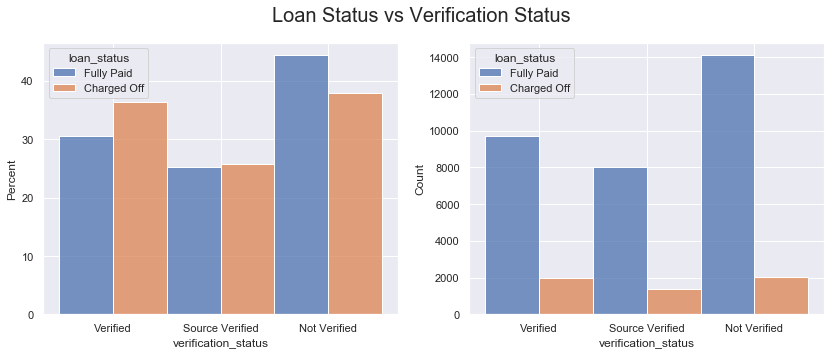 Loan Status vs Verification Status
loan_status
Fully Paid
Charged Off
40
30
20
10
0
Percent
Verified Source Verified Not Verified
verification_status
loan_status
Fully Paid
Charged Off
14000
12000
10000
8000
6000
4000
2000
0
Count
Verified Source Verified Not Verified
verification_status